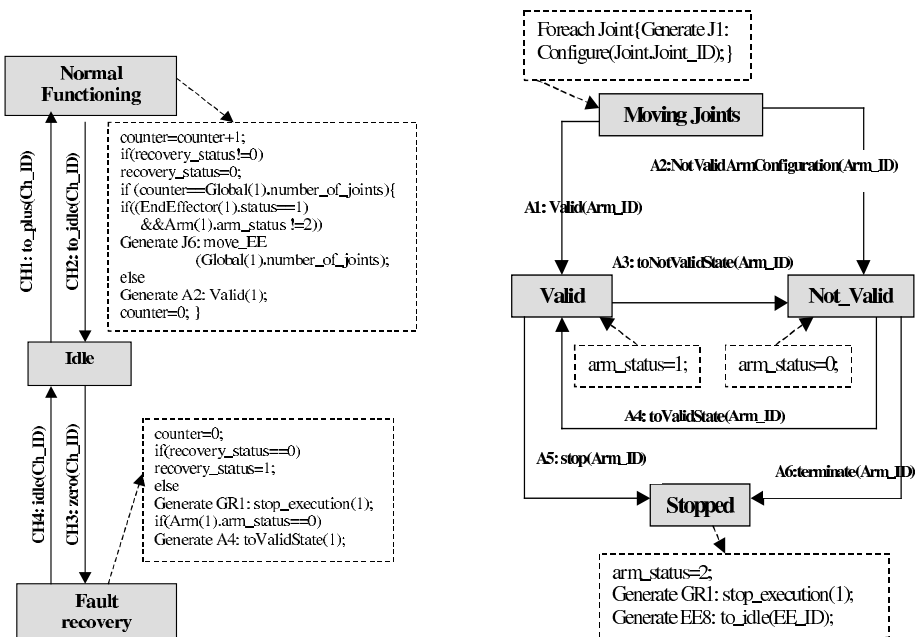 Normal
Functioning
CH1: to_plus(Ch_ID)
CH2: to_idle(Ch_ID)
counter=counter+1;
if(recovery_status!=0)
recovery_status=0;
if (counter==Global(1).number_of_joints){
if((EndEffector(1).status==1)
&&Arm(1).arm_status !=2))
Generate J6: move_EE
(Global(1).number_of_joints);
else
Generate A2: Valid(1);
counter=0; }
Idle
CH4: idle(Ch_ID)
CH3: zero(Ch_ID)
counter=0;
if(recovery_status==0)
recovery_status=1;
else
Generate GR1: stop_execution(1);
if(Arm(1).arm_status==0)
Generate A4: toValidState(1);
Fault
recovery
Foreach Joint{Generate J1:
Configure(Joint.Joint_ID);}
Moving Joints
A2:NotValidArmConfiguration(Arm_ID)
A1: Valid(Arm_ID)
A3: toNotValidState(Arm_ID)
Valid
Not_Valid
arm_status=1;
arm_status=0;
A4: toValidState(Arm_ID)
A5: stop(Arm_ID)
A6:terminate(Arm_ID)
Stopped
arm_status=2;
Generate GR1: stop_execution(1);
Generate EE8: to_idle(EE_ID);